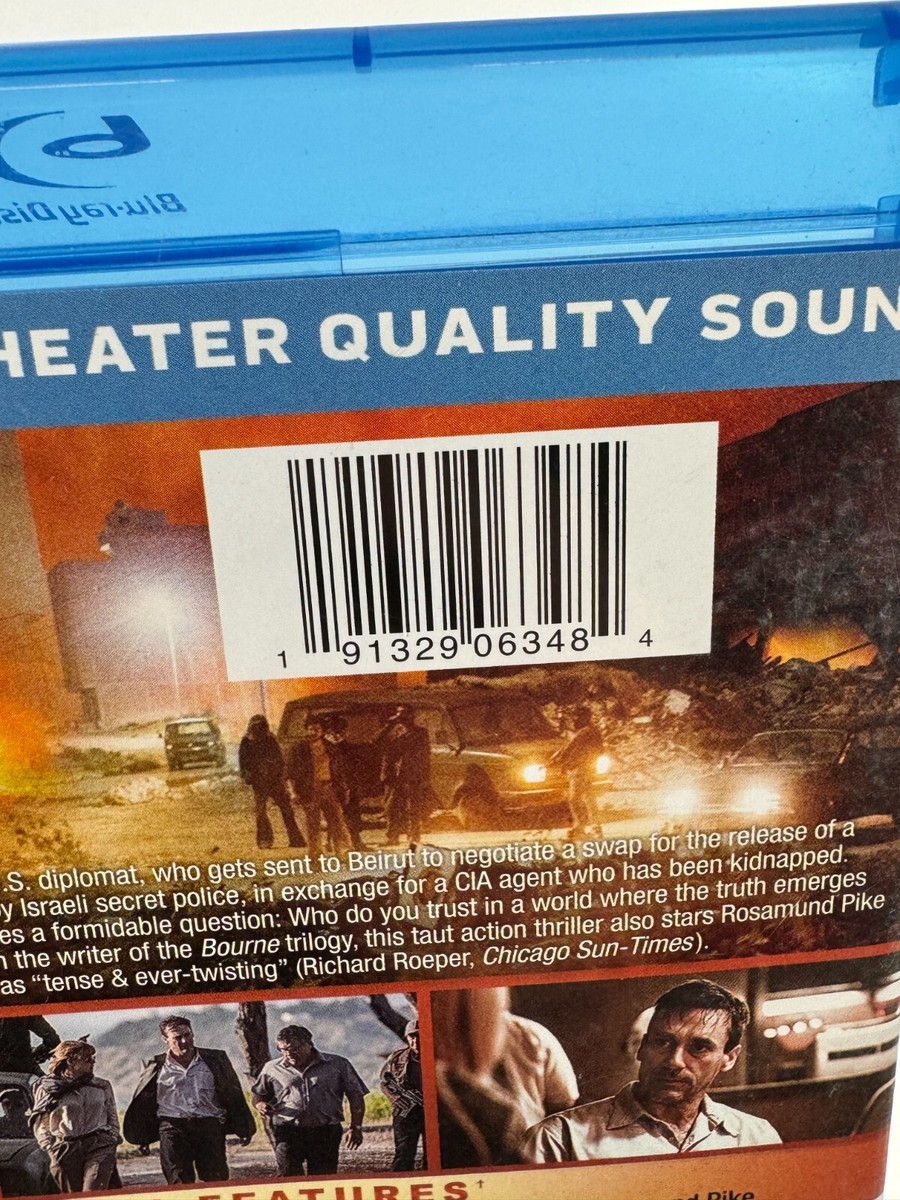 Blu-ray Dis
HEATER QUALITY SOUN
1 91329 06348 4
.S. diplomat, who gets sent to Beirut to negotiate a swap for the release of a
y Israeli secret police, in exchange for a CIA agent who has been kidnapped.
es a formidable question: Who do you trust in a world where the truth emerges
the writer of the Bourne trilogy, this taut action thriller also stars Rosamund Pike
as “tense & ever-twisting” (Richard Roeper, Chicago Sun-Times).
FEATURES†
d Pike